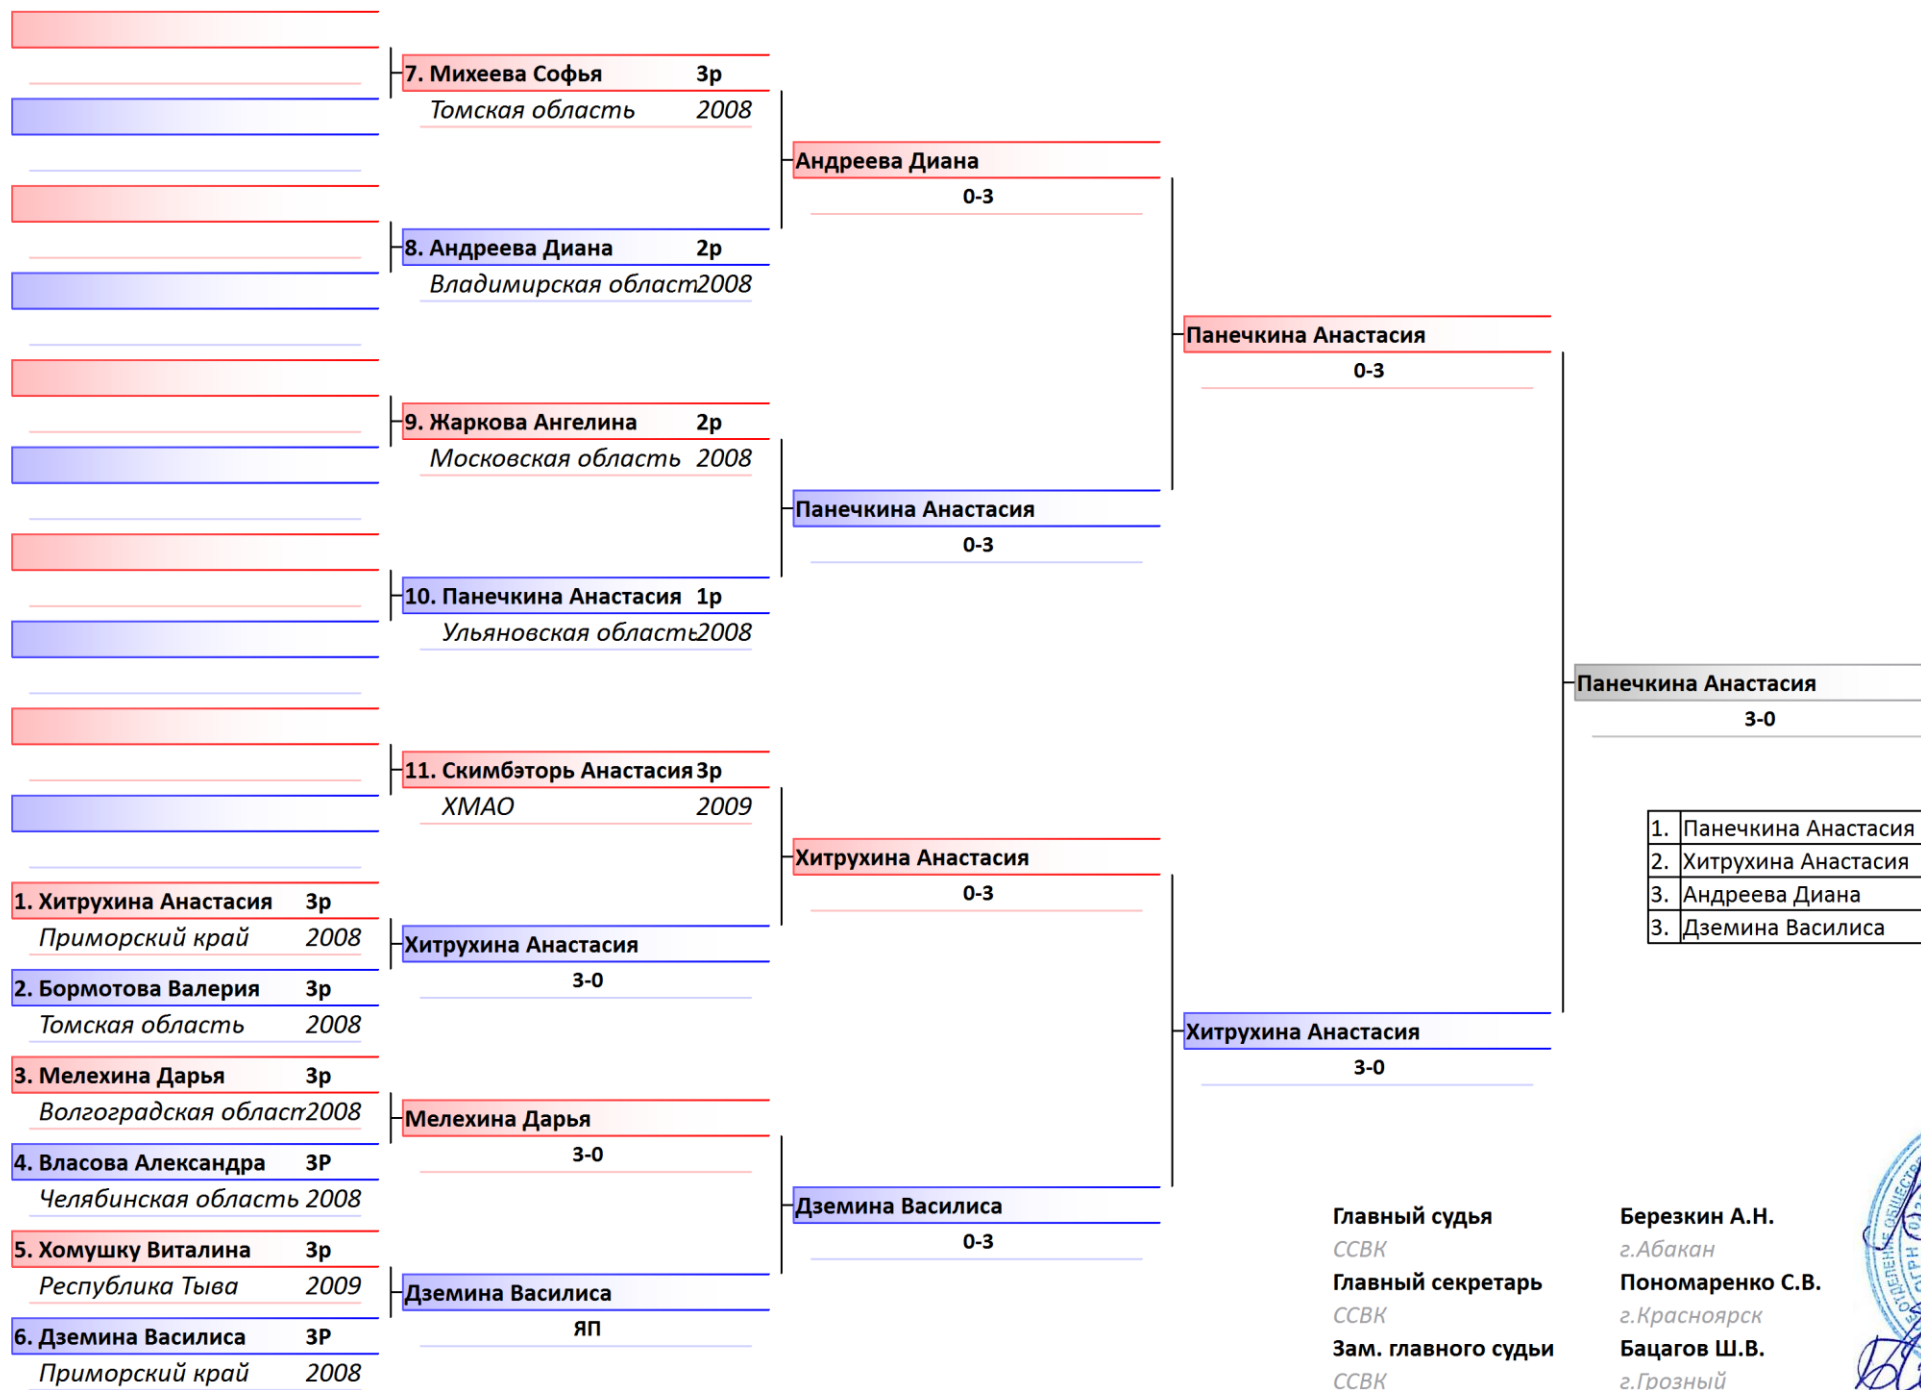 7. Михеева Софья 3р
Томская область 2008
8. Андреева Диана 2р
Владимирская област 2008
9. Жаркова Ангелина 2р
Московская область 2008
10. Панечкина Анастасия 1р
Ульяновская область 2008
11. Скимбэторь Анастасия 3р
ХМАО 2009
1. Хитрухина Анастасия 3р
Приморский край 2008
2. Бормотова Валерия 3р
Томская область 2008
3. Мелехина Дарья 3р
Волгоградская област 2008
4. Власова Александра 3Р
Челябинская область 2008
5. Хомушку Виталина 3р
Республика Тыва 2009
6. Дземина Василиса 3Р
Приморский край 2008
Хитрухина Анастасия
3-0
Мелехина Дарья
3-0
Дземина Василиса
ЯП
Андреева Диана
0-3
Панечкина Анастасия
0-3
Хитрухина Анастасия
0-3
Дземина Василиса
0-3
Панечкина Анастасия
0-3
Хитрухина Анастасия
3-0
Панечкина Анастасия
3-0
1. Панечкина Анастасия
2. Хитрухина Анастасия
3. Андреева Диана
3. Дземина Василиса
Главный судья Березкин А.Н.
ССВК г.Абакан
Главный секретарь Пономаренко С.В.
ССВК г.Красноярск
Зам. главного судьи Бацагов Ш.В.
ССВК г.Грозный